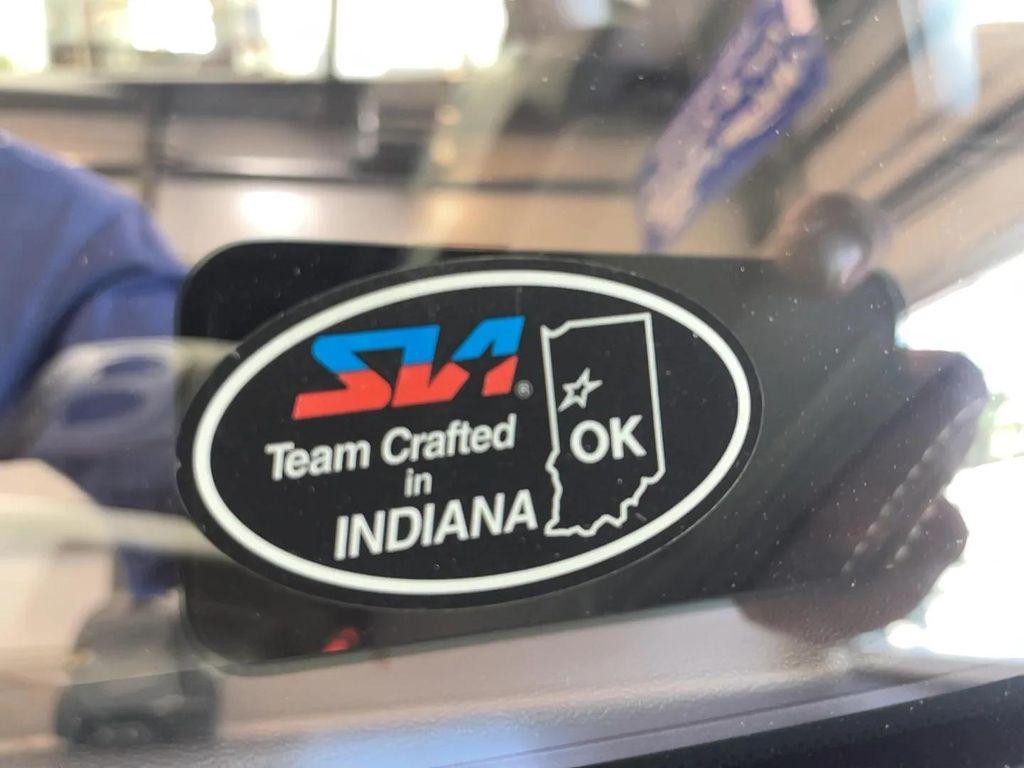 SIA®
Team Crafted
in
INDIANA
OK